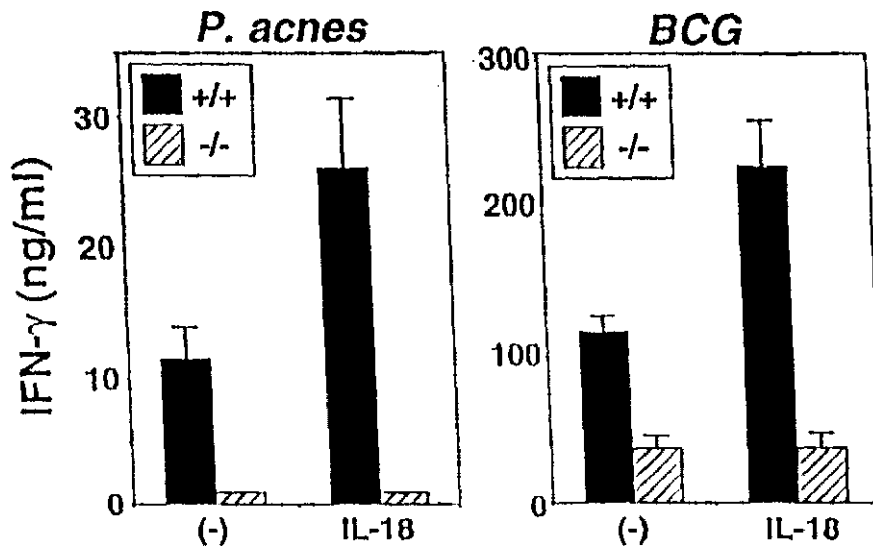 P. acnes
+/+
-/-
IFN-γ (ng/ml)
30
20
10
0
(-)
IL-18
BCG
+/+
-/-
300
200
100
0
(-)
IL-18